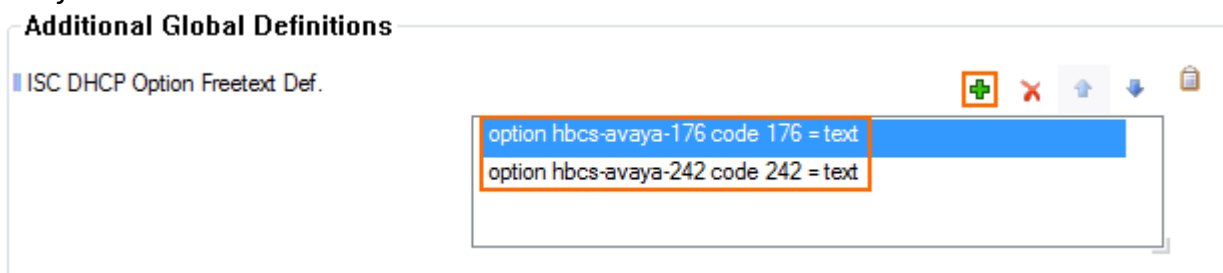 Additional Global Definitions
ISC DHCP Option Freetext Def.
option hbcs-avaya-176 code 176 = text
option hbcs-avaya-242 code 242 = text